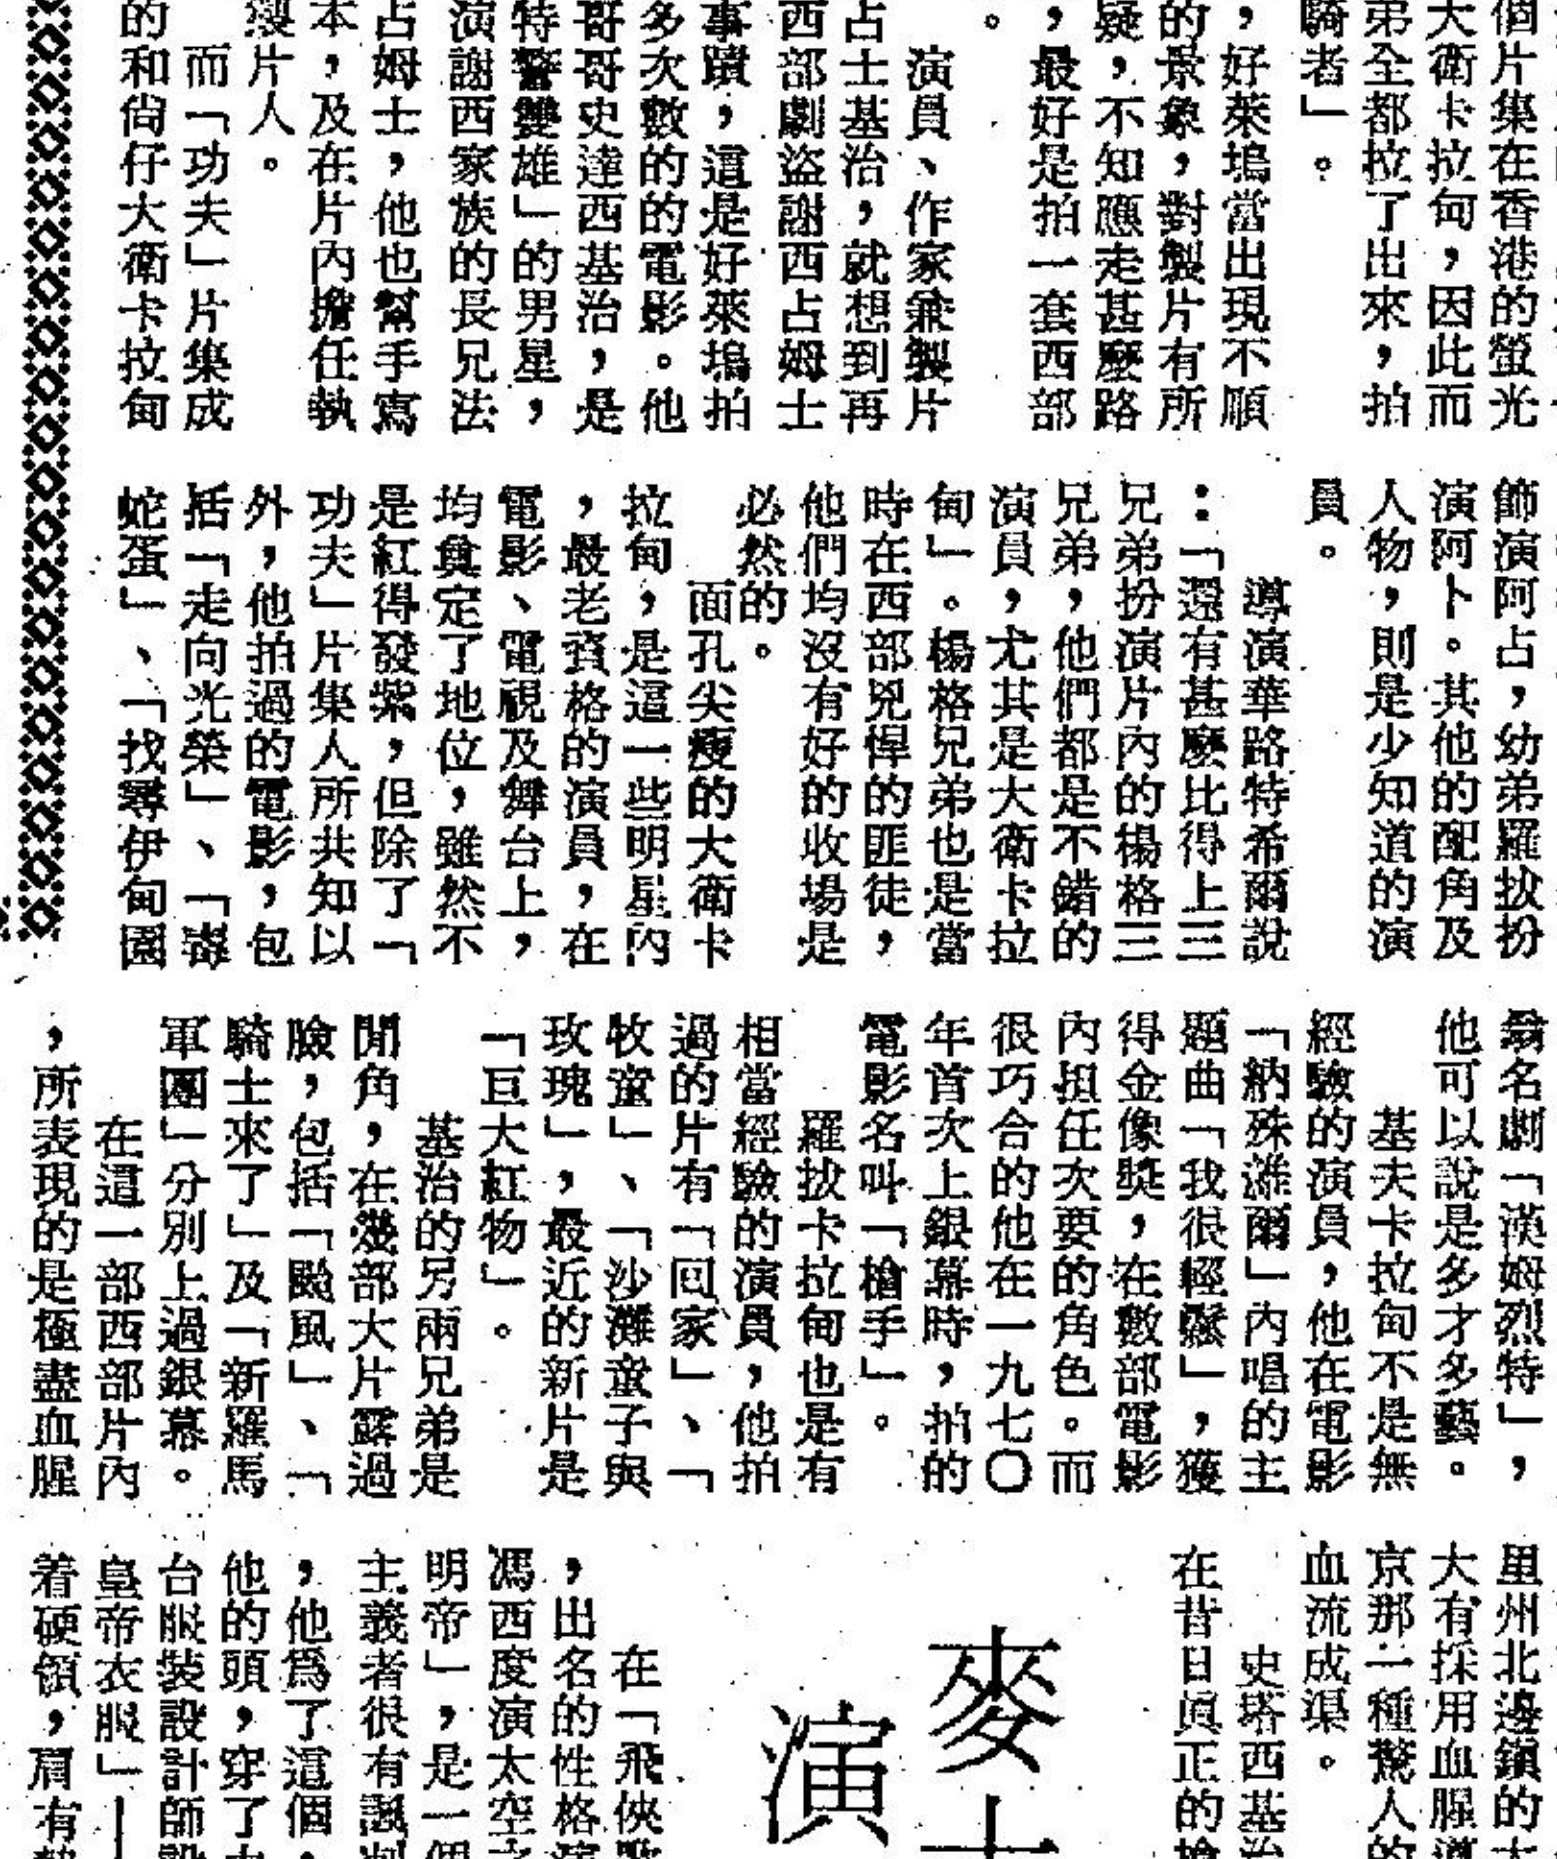 個片集在香港的螢光
大衛卡拉甸，因此而
弟全都拉了出來，拍
騎者」。
，好萊塢當出現不順
的景象，對製片有所
疑，不知應走甚麼路
，最好是拍一套西部
。
演員、作家兼製片
占士基治，就想到再
西部劇盜謝西占姆士
事蹟，這是好萊塢拍
多次數的的電影。他
哥哥史達西基治，是
特警雙雄」的男星，
演謝西家族的長兄法
占姆士，他也幫手寫
本，及在片內擔任執
製片人。
而「功夫」片集成
的和尙仔大衛卡拉甸
飾演阿占，幼弟羅拔扮
演阿卜。其他的配角及
人物，則是少知道的演
員。
導演華路特希爾說
：「還有甚麼比得上三
兄弟扮演片內的楊格三
兄弟，他們都是不錯的
演員，尤其是大衛卡拉
甸」。楊格兄弟也是當
時在西部兇悍的匪徒，
他們均沒有好的收場是
必然的。
面孔尖瘦的大衛卡
拉甸，是這一些明星內
，最老資格的演員，在
電影、電視及舞台上，
均奠定了地位，雖然不
是紅得發紫，但除了「
功夫」片集人所共知以
外，他拍過的電影，包
括「走向光榮」、「毒
蛇蛋」、「找尋伊甸園
翁名劇「漢姆烈特」，
他可以說是多才多藝。
基夫卡拉甸不是無
經驗的演員，他在電影
「納殊濰爾」內唱的主
題曲「我很輕鬆」，獲
得金像獎，在數部電影
內担任次要的角色。而
很巧合的他在一九七〇
年首次上銀幕時，拍的
電影名叫「槍手」。
羅拔卡拉甸也是有
相當經驗的演員，他拍
過的片有「回家」、「
牧童」、「沙灘童子與
玫瑰」，最近的新片是
「巨大紅物」。
基治的另兩兄弟是
閒角，在幾部大片露過
臉，包括「颱風」、「
騎士來了」及「新羅馬
軍團」分別上過銀幕。
在這一部西部片內
，所表現的是極盡血腥
里州北邊鎮的
大有採用血腥
京那二種驚人的
血流成渠。
史塔西基治
在昔日眞正的
麥
演
在「飛俠
，出名的性格演
馮西度演太空
明帝」，是一個
主義者很有諷刺
，他爲了這個
他的頭，穿了
台服裝設計師
皇帝衣服」—
着硬領，肩有